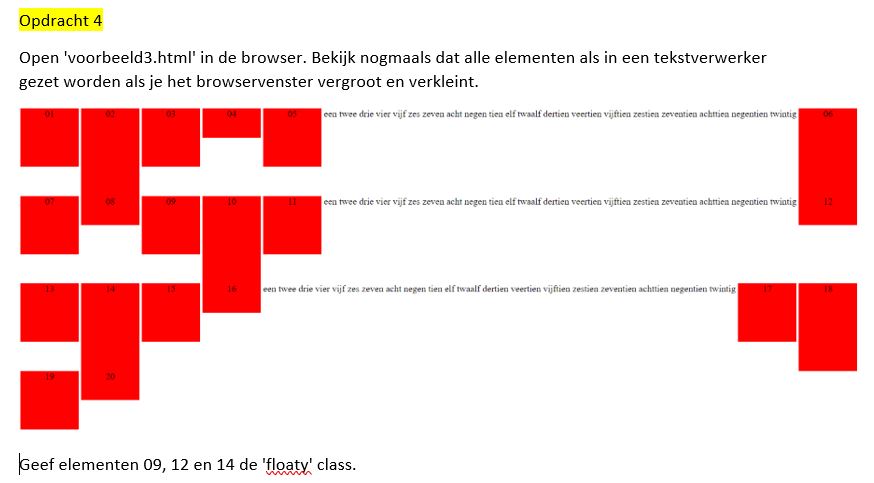 Opdracht 4
Open 'voorbeeld3.html' in de browser. Bekijk nogmaals dat alle elementen als in een tekstverwerker
gezet worden als je het browservenster vergroot en verkleint.
01 02 03 04 05 een twee drie vier vijf zes zeven acht negen tien elf twaalf dertien veertien vijftien zestien zeventien achttien negentien twintig 06
07 08 09 10 11 een twee drie vier vijf zes zeven acht negen tien elf twaalf dertien veertien vijftien zestien zeventien achttien negentien twintig 12
13 14 15 16 een twee drie vier vijf zes zeven acht negen tien elf twaalf dertien veertien vijftien zestien zeventien achttien negentien twintig 17 18
19 20
Geef elementen 09, 12 en 14 de 'floaty' class.